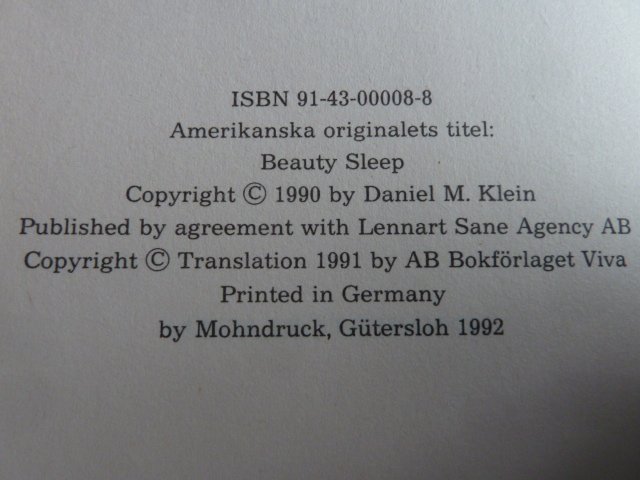 ISBN 91-43-00008-8
Amerikanska originalets titel:
Beauty Sleep
Copyright © 1990 by Daniel M. Klein
Published by agreement with Lennart Sane Agency AB
Copyright © Translation 1991 by AB Bokförlaget Viva
Printed in Germany
by Mohndruck, Gütersloh 1992